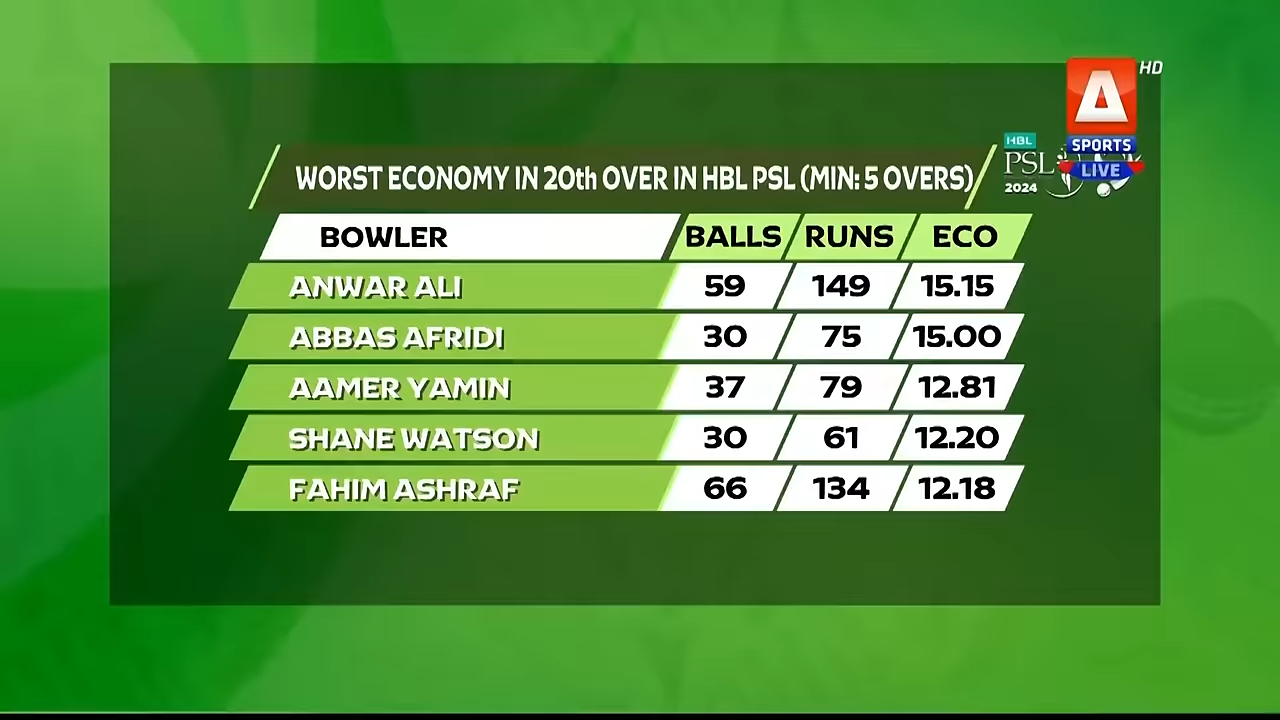 HD
A
SPORTS
LIVE
HBL
PSL
2024
WORST ECONOMY IN 20th OVER IN HBL PSL (MIN: 5 OVERS)
BOWLER BALLS RUNS ECO
ANWAR ALI 59 149 15.15
ABBAS AFRIDI 30 75 15.00
AAMER YAMIN 37 79 12.81
SHANE WATSON 30 61 12.20
FAHIM ASHRAF 66 134 12.18